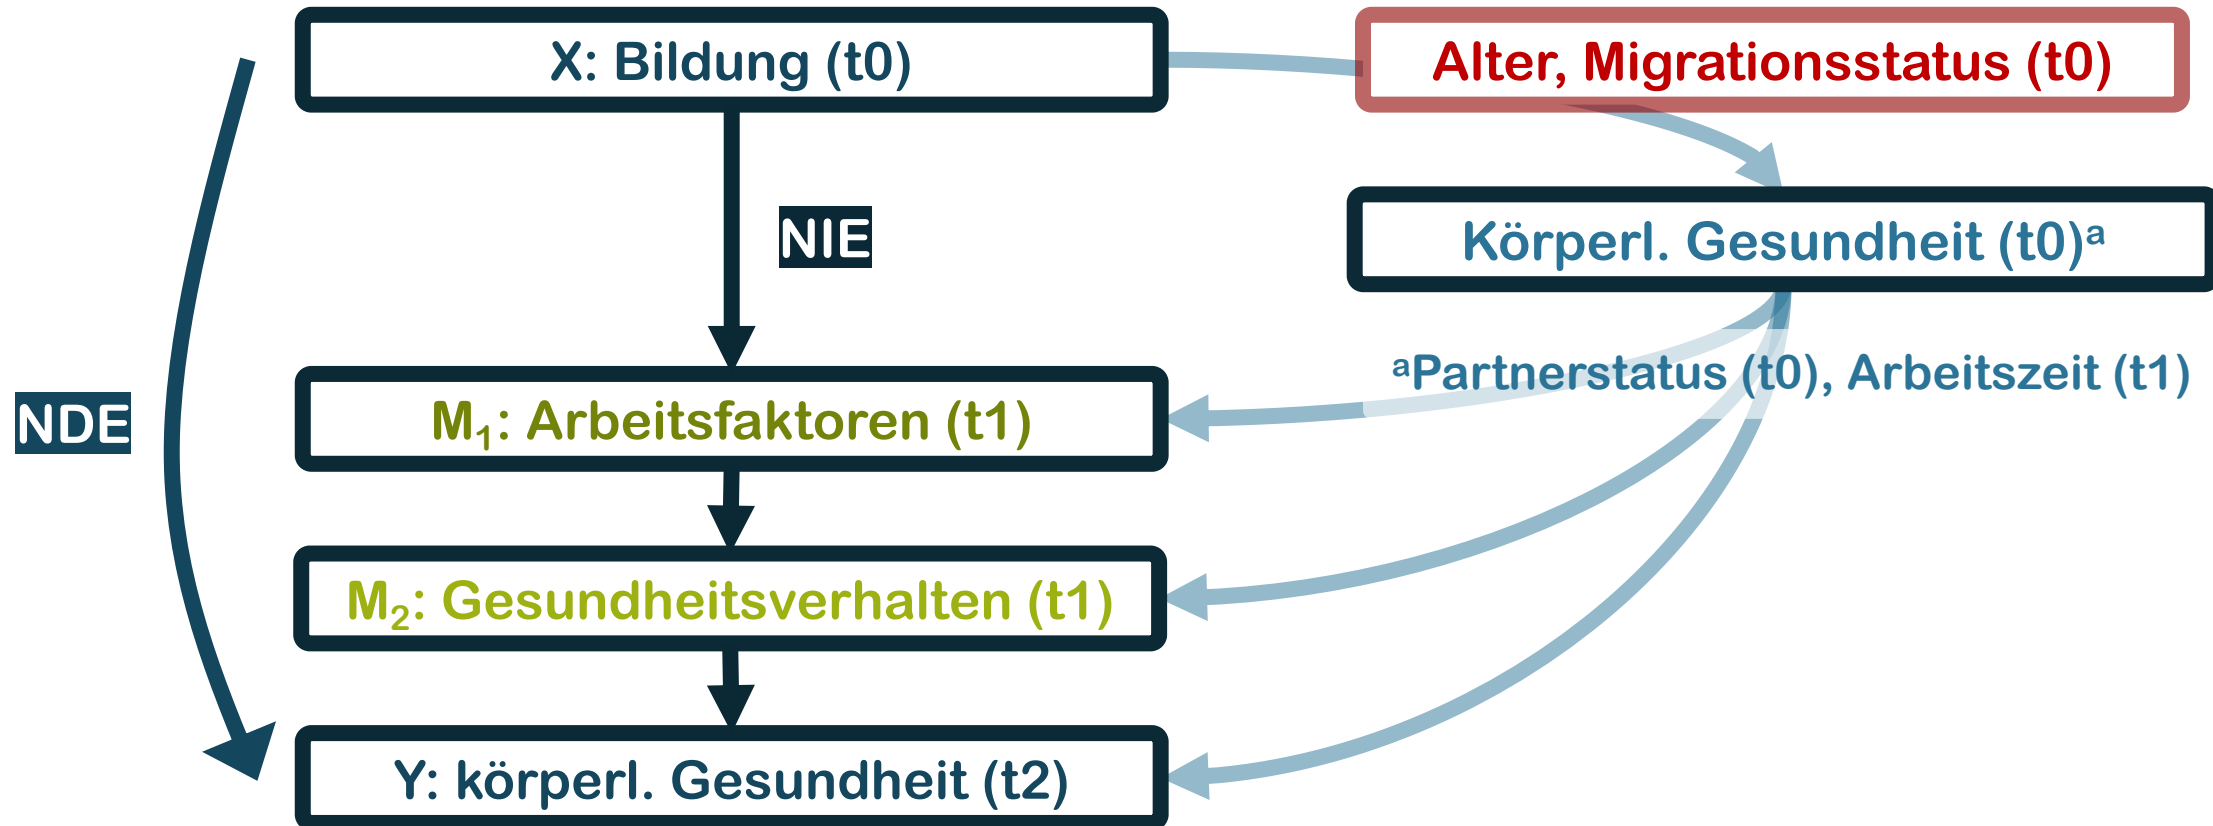 X: Bildung (t0)
Alter, Migrationsstatus (t0)
NIE
Körperl. Gesundheit (t0)ᵃ
ᵃPartnerstatus (t0), Arbeitszeit (t1)
NDE
M₁: Arbeitsfaktoren (t1)
M₂: Gesundheitsverhalten (t1)
Y: körperl. Gesundheit (t2)